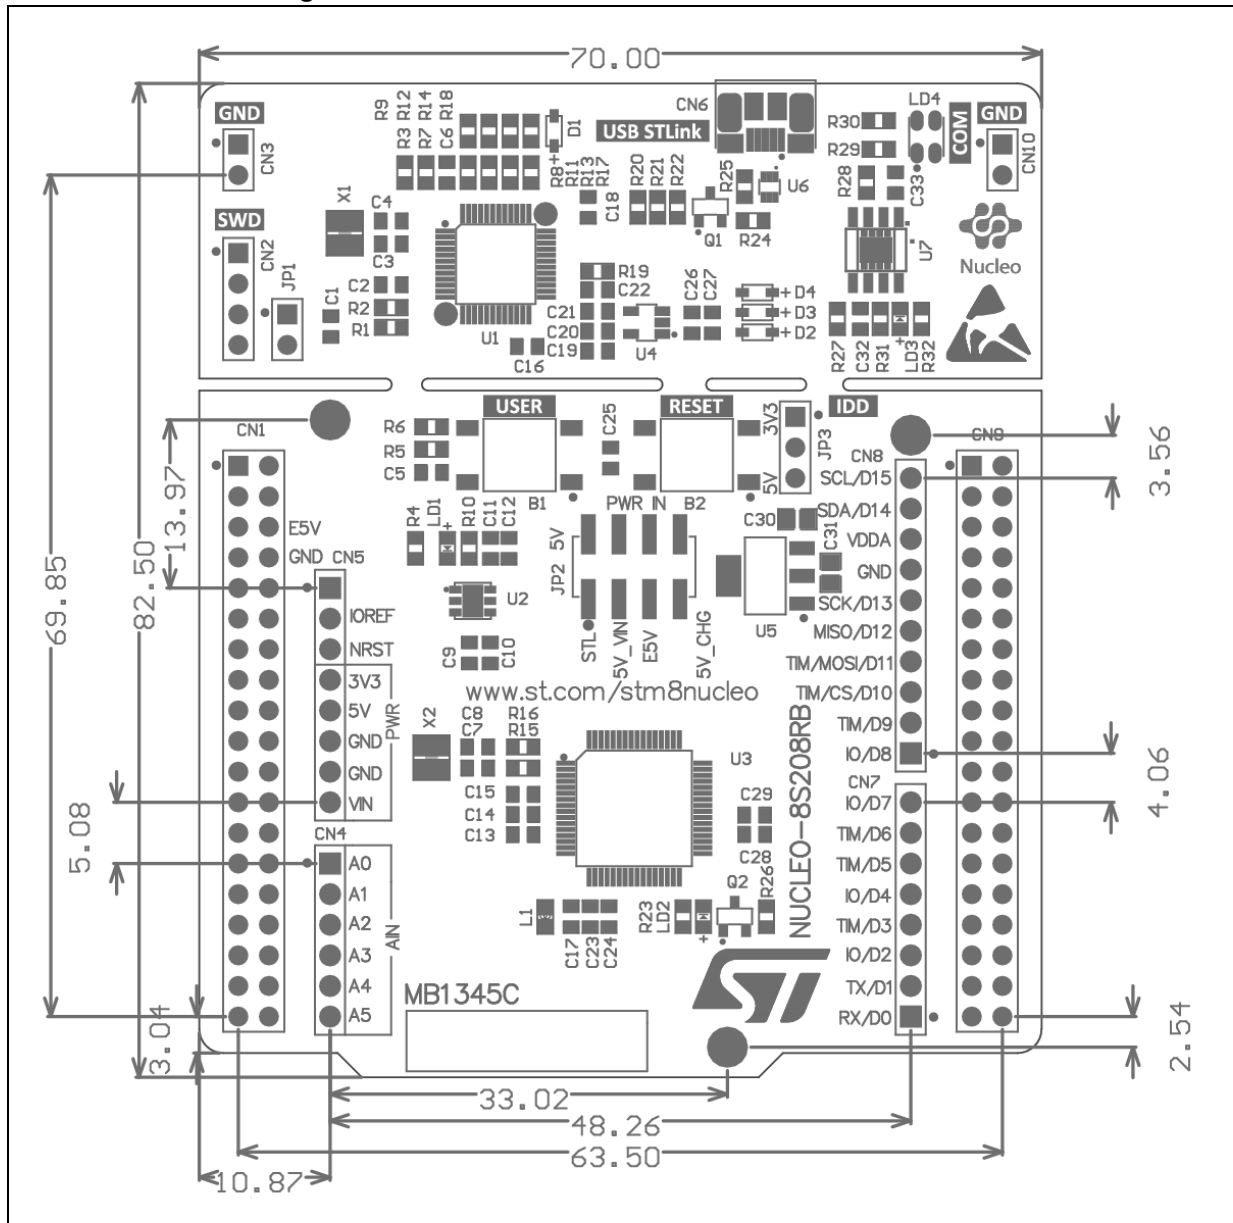 70.00
GND
CN3
SWD
CN2
JP1
C1
X1
C4
C3
C2
R2
R1
R9
R12
R14
R18
R3
R7
C6
D1
R8
R11
R13
R17
C18
U1
C16
USB STLink
CN6
R20
R21
R22
R25
U6
Q1
R24
R19
C22
C21
C20
C19
U4
C26
C27
+D4
+D3
+D2
R30
R29
LD4
COM
GND
CN10
R28
C33
U7
Nucleo
R27
C32
R31
LD3
R32
USER
RESET
IDD
3V3
JP3
5V
R6
R5
C5
B1
C25
B2
PWR IN
CN1
E5V
GND
CN5
IOREF
NRST
3V3
5V
GND
GND
VIN
PWR
CN4
A0
A1
A2
A3
A4
A5
AIN
R4
LD1
R10
C11
C12
U2
C9
C10
5V
JP2
STL
5V_VIN
E5V
5V_CHG
C30
C31
U5
www.st.com/stm8nucleo
X2
C8
C7
R16
R15
C15
C14
C13
U3
C29
C28
NUCLEO-8S208RB
L1
C17
C23
C24
R23
LD2
Q2
R26
ST
MB1345C
CN8
SCL/D15
SDA/D14
VDDA
GND
SCK/D13
MISO/D12
TIM/MOSI/D11
TIM/CS/D10
TIM/D9
IO/D8
CN7
IO/D7
TIM/D6
TIM/D5
IO/D4
TIM/D3
IO/D2
TX/D1
RX/D0
13.97
69.85
82.50
5.08
3.04
3.56
4.06
2.54
33.02
48.26
63.50
10.87